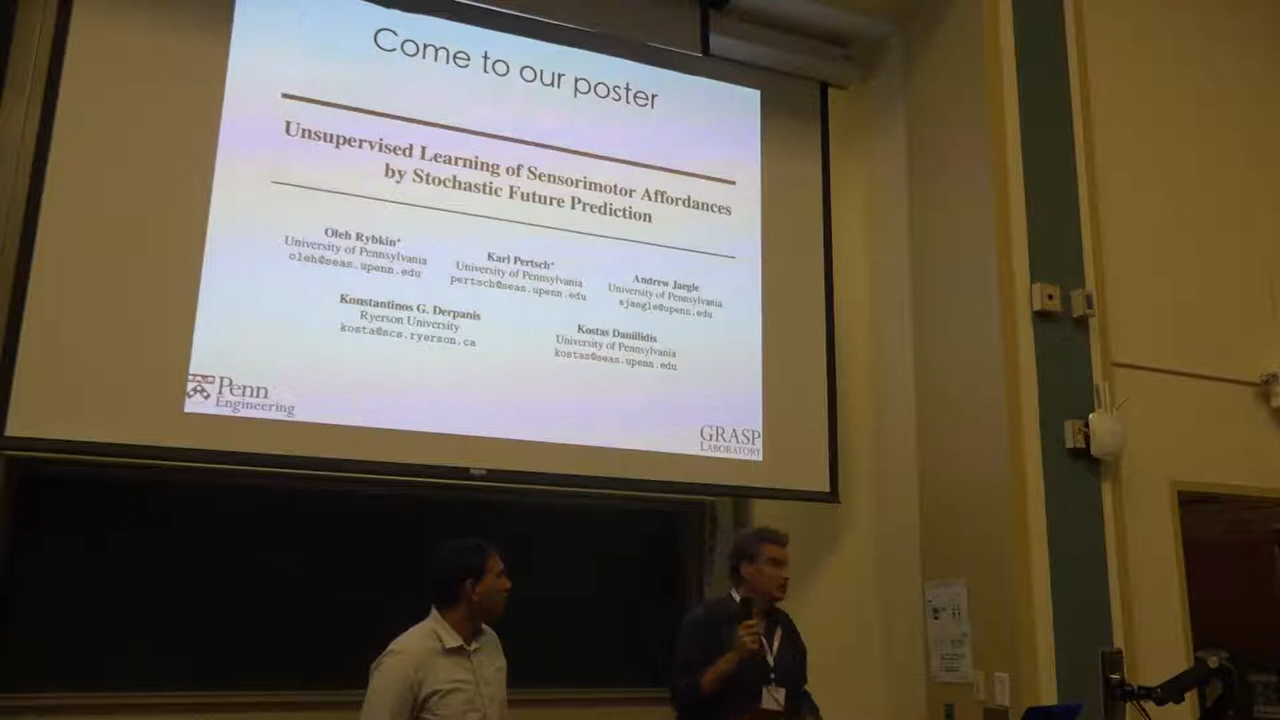 Come to our poster
Unsupervised Learning of Sensorimotor Affordances
by Stochastic Future Prediction
Oleh Rybkin*
University of Pennsylvania
oleh@seas.upenn.edu
Karl Pertsch*
University of Pennsylvania
pertsch@seas.upenn.edu
Andrew Jaegle
University of Pennsylvania
ajaegle@upenn.edu
Konstantinos G. Derpanis
Ryerson University
kosta@scs.ryerson.ca
Kostas Daniilidis
University of Pennsylvania
kostas@seas.upenn.edu
Penn
Engineering
GRASP
LABORATORY